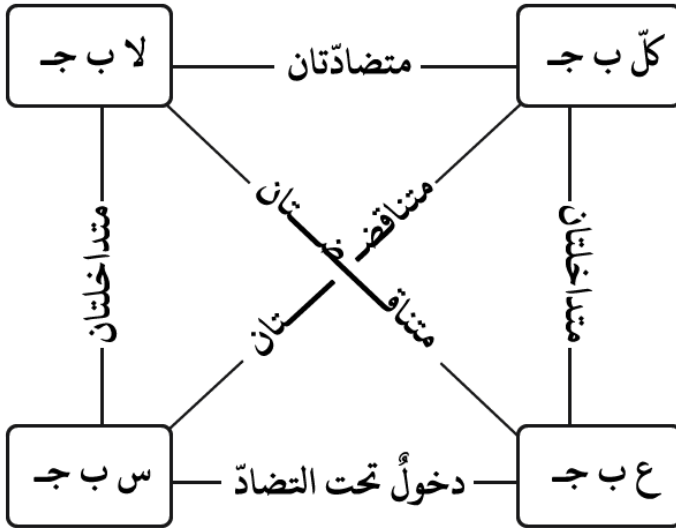 كلّ ب جـ
متضادّتان
لا ب جـ
متداخلتان
متناقضتان
متناقضتان
متداخلتان
ع ب جـ
دخولٌ تحت التضادّ
س ب جـ